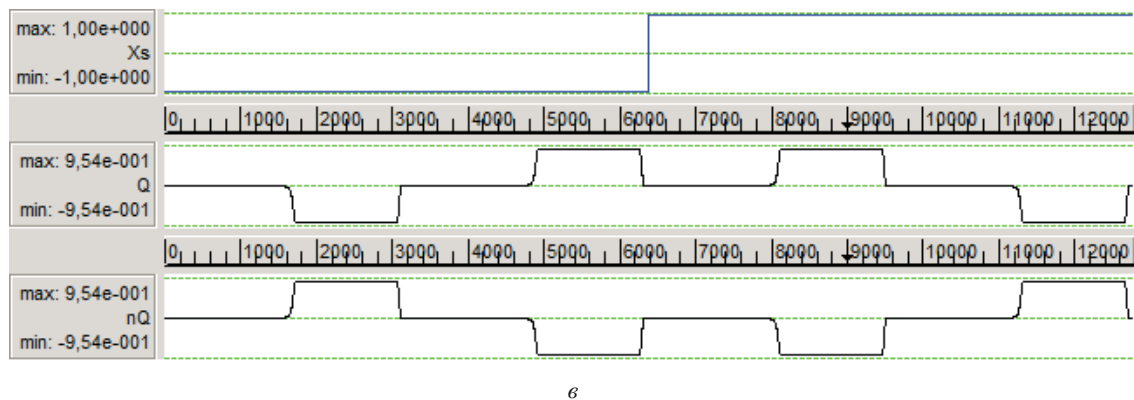 max: 1,00e+000
Xs
min: -1,00e+000
0 1000 2000 3000 4000 5000 6000 7000 8000 9000 10000 11000 12000
max: 9,54e-001
Q
min: -9,54e-001
0 1000 2000 3000 4000 5000 6000 7000 8000 9000 10000 11000 12000
max: 9,54e-001
nQ
min: -9,54e-001
в